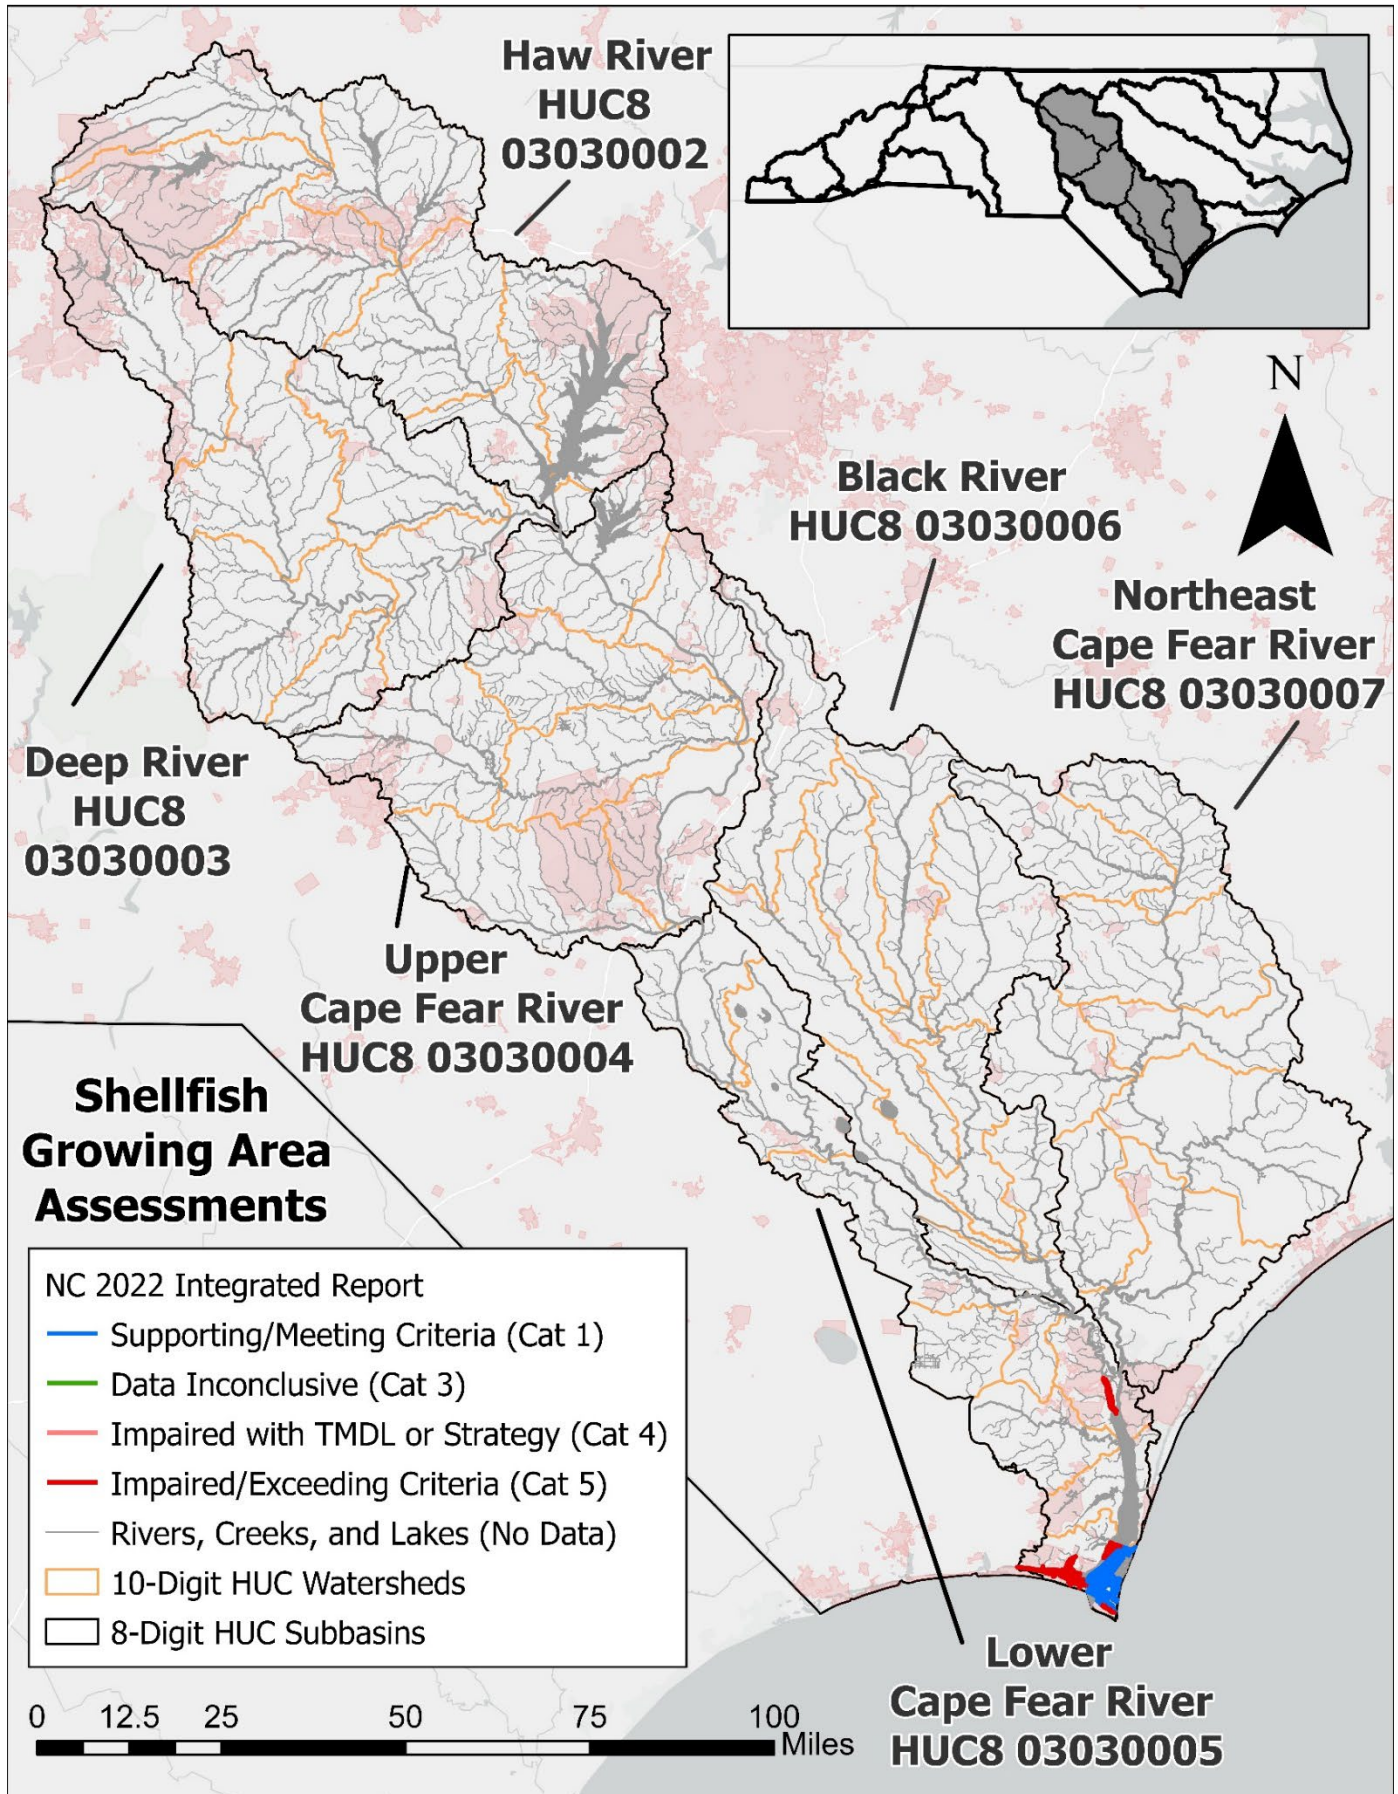 Haw River
HUC8
03030002
N
Black River
HUC8 03030006
Northeast
Cape Fear River
HUC8 03030007
Deep River
HUC8
03030003
Upper
Cape Fear River
HUC8 03030004
Shellfish
Growing Area
Assessments
NC 2022 Integrated Report
Supporting/Meeting Criteria (Cat 1)
Data Inconclusive (Cat 3)
Impaired with TMDL or Strategy (Cat 4)
Impaired/Exceeding Criteria (Cat 5)
Rivers, Creeks, and Lakes (No Data)
10-Digit HUC Watersheds
8-Digit HUC Subbasins
Lower
Cape Fear River
HUC8 03030005
0 12.5 25 50 75 100
Miles